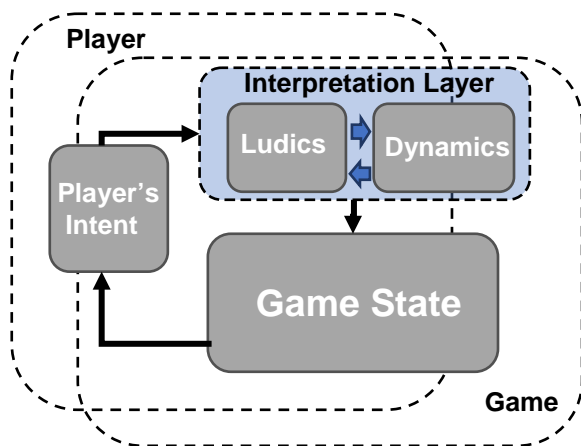 Player
Interpretation Layer
Ludics
Dynamics
Player's
Intent
Game State
Game